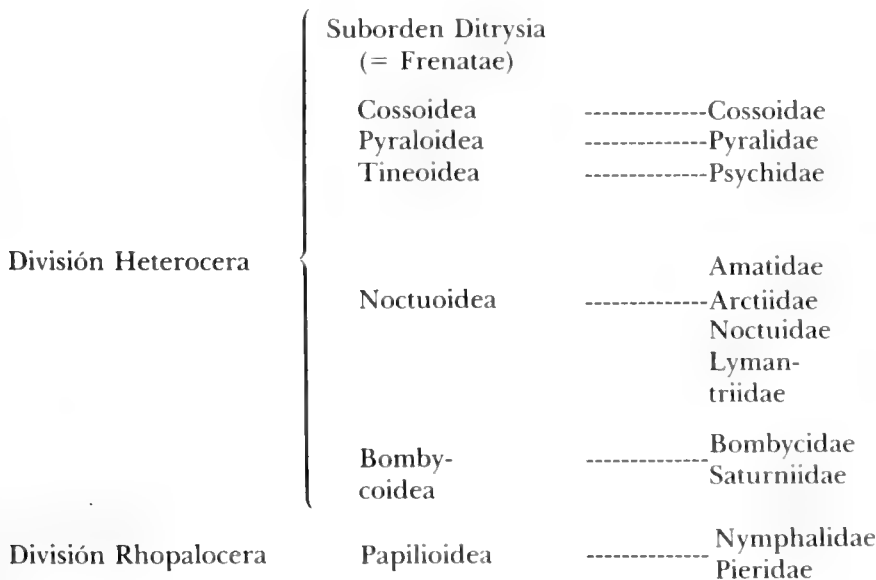 Suborden Ditrysia
(= Frenatae)
Cossoidea --------------Cossidae
Pyraloidea --------------Pyralidae
Tineoidea --------------Psychidae
División Heterocera
Amatidae
Noctuoidea --------------Arctiidae
Noctuidae
Lyman-
triidae
Bomby-
coidea
-------------- Bombycidae
Saturniidae
División Rhopalocera Papilioidea -------------- Nymphalidae
Pieridae